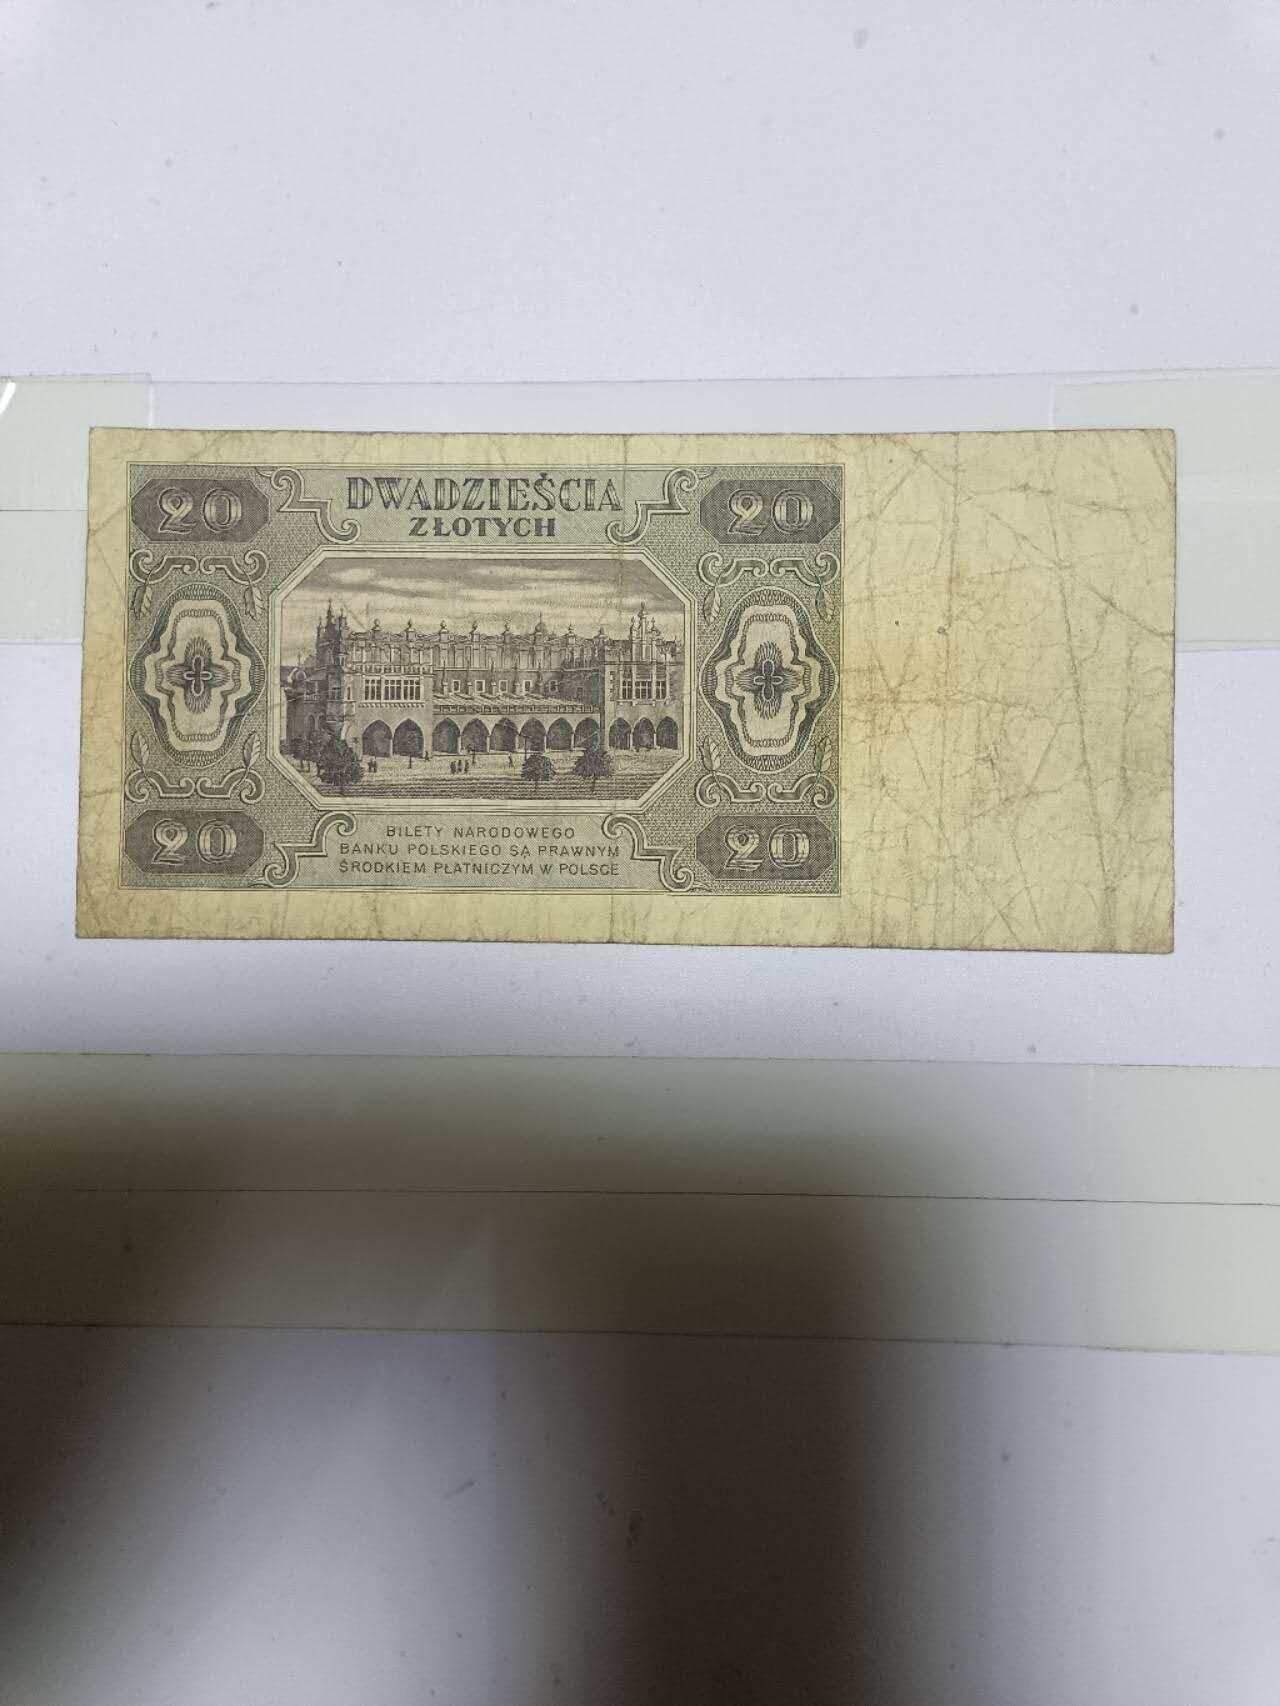 20 DWADZIEŚCIA 20
ZŁOTYCH
20 BILETY NARODOWEGO 20
BANKU POLSKIEGO SĄ PRAWNYM
ŚRODKIEM PŁATNICZYM W POLSCE